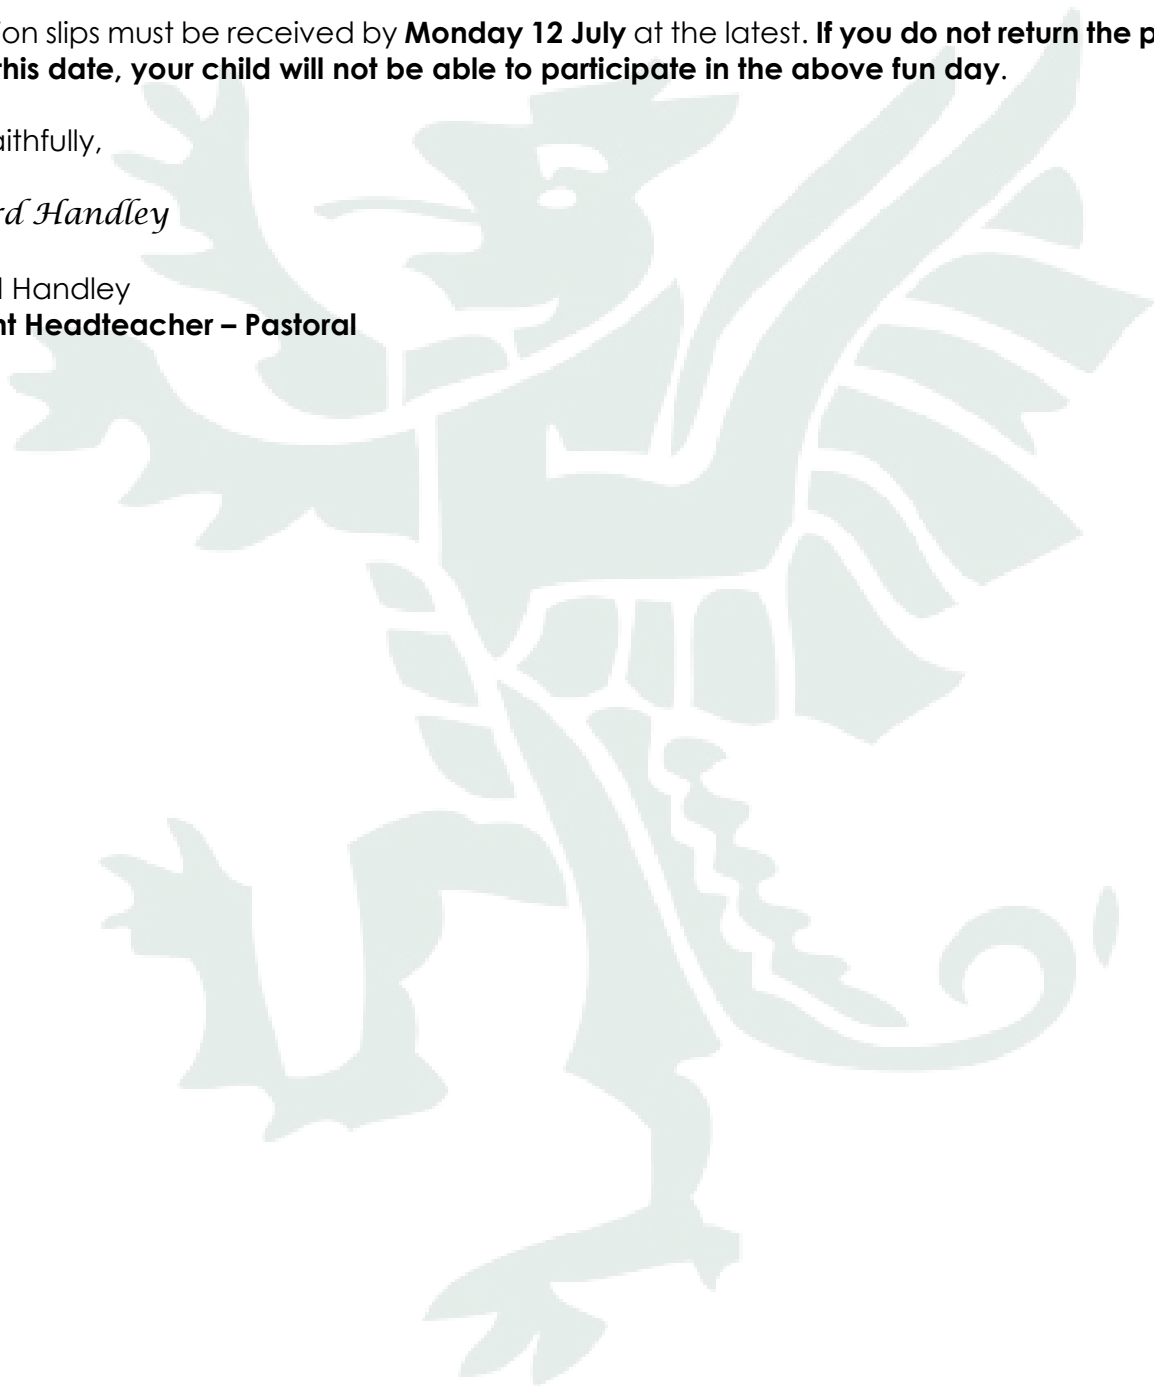 ion slips must be received by Monday 12 July at the latest. If you do not return the p
this date, your child will not be able to participate in the above fun day.
aithfully,
rd Handley
l Handley
nt Headteacher – Pastoral